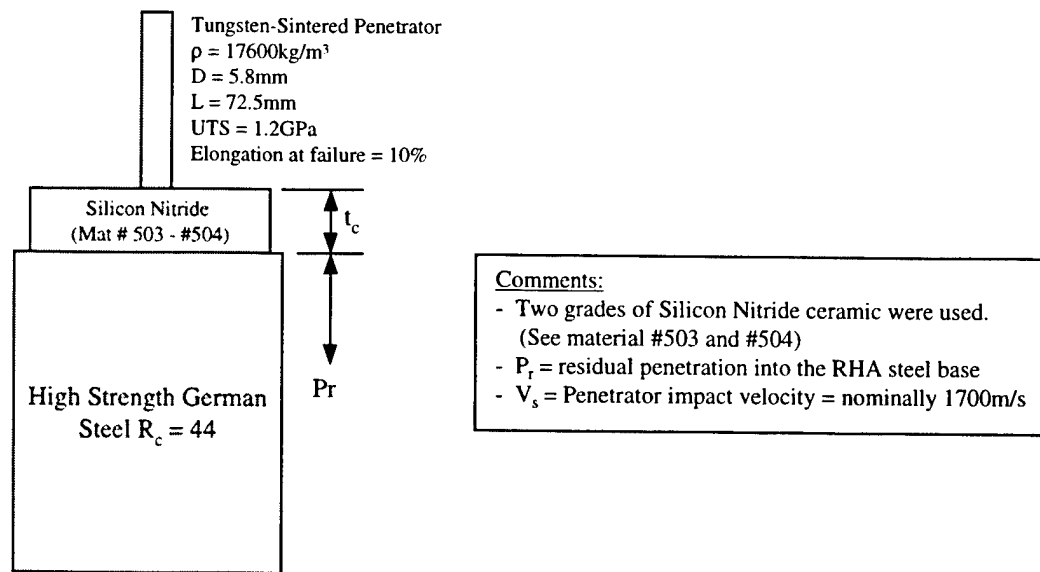 Tungsten-Sintered Penetrator
ρ = 17600kg/m³
D = 5.8mm
L = 72.5mm
UTS = 1.2GPa
Elongation at failure = 10%
Silicon Nitride
(Mat # 503 - #504)
t_c
Pr
High Strength German
Steel R_c = 44
Comments:
- Two grades of Silicon Nitride ceramic were used.
(See material #503 and #504)
- P_r = residual penetration into the RHA steel base
- V_s = Penetrator impact velocity = nominally 1700m/s